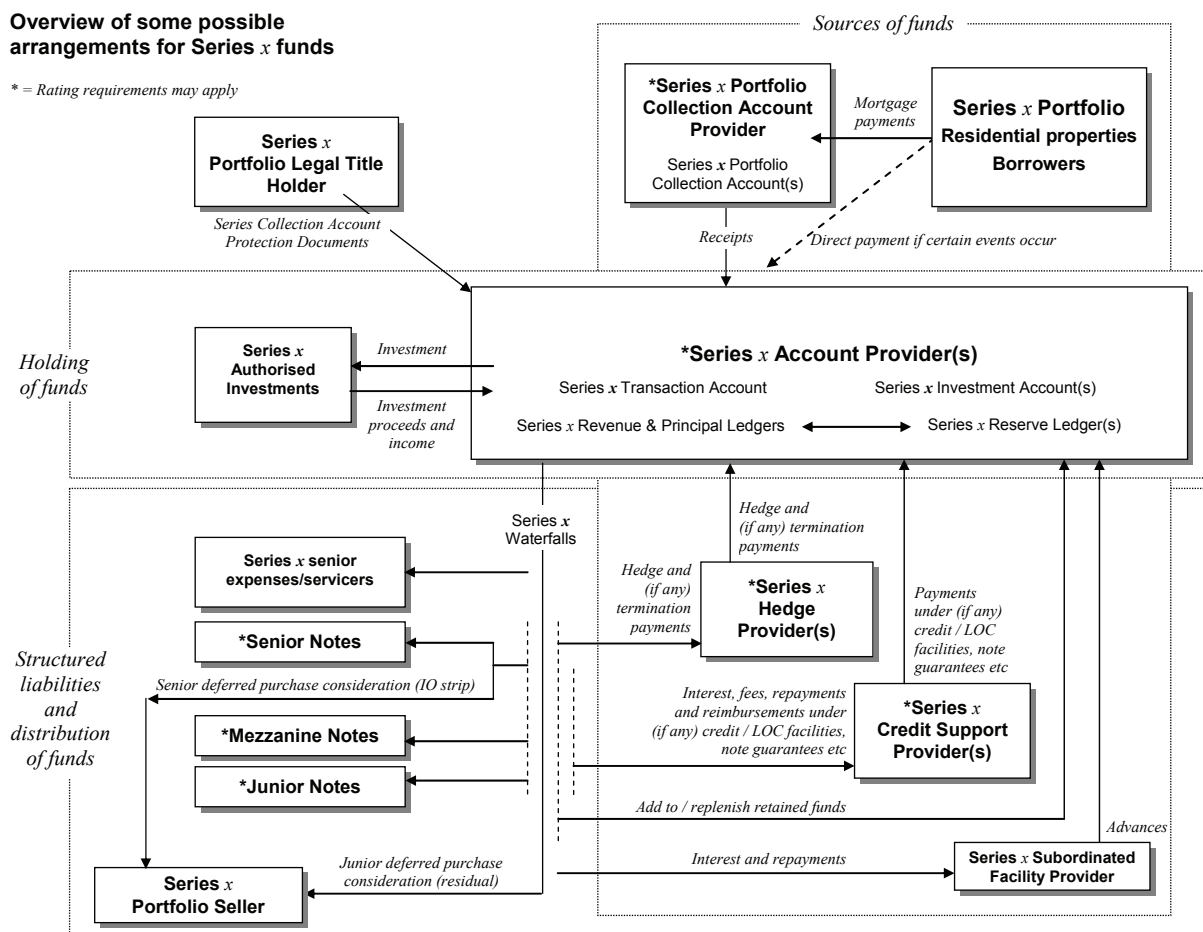 Overview of some possible
arrangements for Series x funds
* = Rating requirements may apply
Sources of funds
*Series x Portfolio
Collection Account
Provider
Series x Portfolio
Collection Account(s)
Mortgage
payments
Series x Portfolio
Residential properties
Borrowers
Series x
Portfolio Legal Title
Holder
Series Collection Account
Protection Documents
Receipts
Direct payment if certain events occur
Holding
of funds
Series x
Authorised
Investments
Investment
Investment
proceeds and
income
*Series x Account Provider(s)
Series x Transaction Account
Series x Investment Account(s)
Series x Revenue & Principal Ledgers
Series x Reserve Ledger(s)
Series x
Waterfalls
Hedge and
(if any) termination
payments
Structured
liabilities
and
distribution
of funds
Series x senior
expenses/servicers
*Senior Notes
Senior deferred purchase consideration (IO strip)
*Mezzanine Notes
*Junior Notes
Hedge and
(if any)
termination
payments
*Series x
Hedge
Provider(s)
Payments
under (if any)
credit / LOC
facilities, note
guarantees etc
Interest, fees, repayments
and reimbursements under
(if any) credit / LOC facilities,
note guarantees etc
*Series x
Credit Support
Provider(s)
Add to / replenish retained funds
Advances
Interest and repayments
Series x Subordinated
Facility Provider
Junior deferred purchase
consideration (residual)
Series x
Portfolio Seller